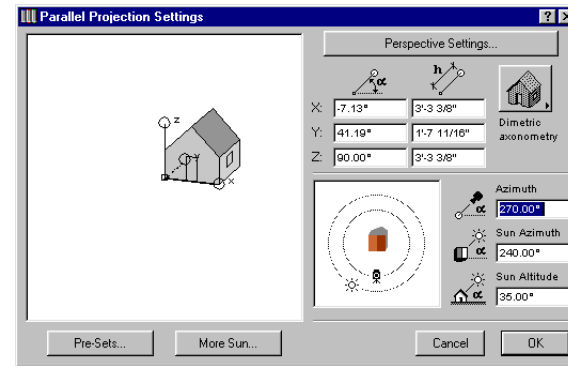 Parallel Projection Settings
Perspective Settings...
α h
X: -7.13° 3'-3 3/8"
Y: 41.19° 1'-7 11/16"
Z: 90.00° 3'-3 3/8"
Dimetric
axonometry
z
Y
X
Azimuth
α 270.00°
Sun Azimuth
α 240.00°
Sun Altitude
α 35.00°
Pre-Sets...
More Sun...
Cancel
OK